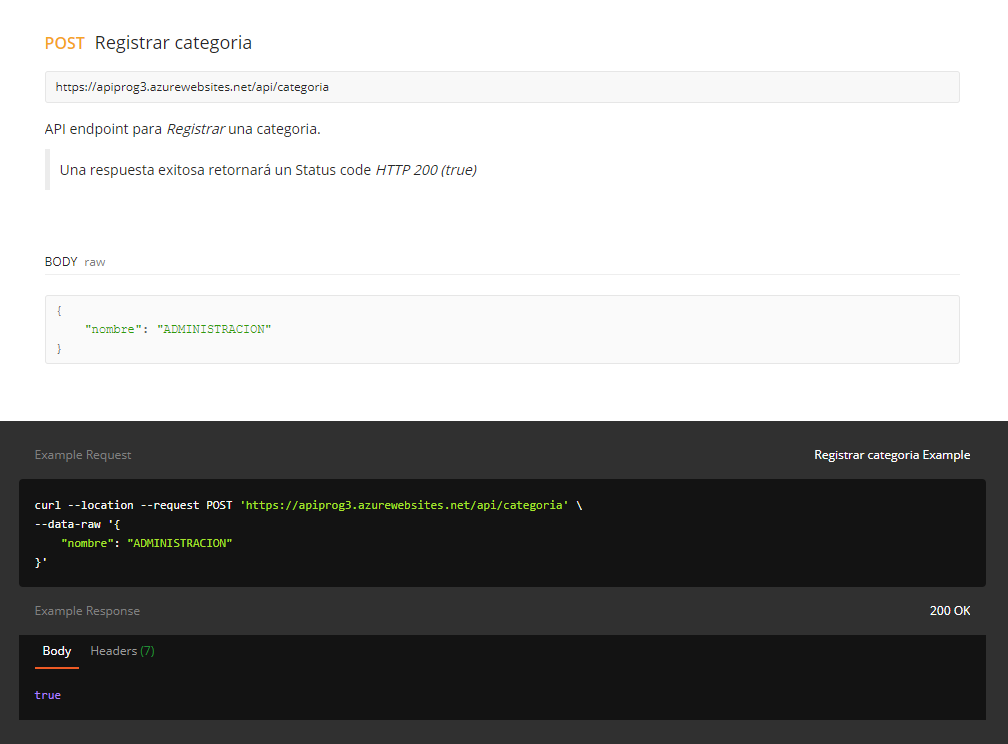 POST Registrar categoria
https://apiprog3.azurewebsites.net/api/categoria
API endpoint para Registrar una categoria.
Una respuesta exitosa retornará un Status code HTTP 200 (true)
BODY raw
{
    "nombre": "ADMINISTRACION"
}
Example Request Registrar categoria Example
curl --location --request POST 'https://apiprog3.azurewebsites.net/api/categoria' \
--data-raw '{
    "nombre": "ADMINISTRACION"
}'
Example Response 200 OK
Body Headers (7)
true